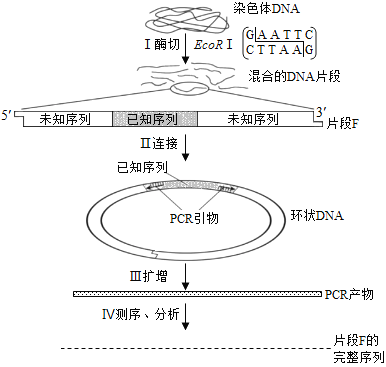 染色体DNA
Ⅰ酶切 EcoRⅠ
GAATTC
CTTAAG
混合的DNA片段
5′ 3′
未知序列 已知序列 未知序列 片段F
Ⅱ连接
已知序列
PCR引物 环状DNA
Ⅲ扩增
PCR产物
Ⅳ测序、分析
片段F的
完整序列